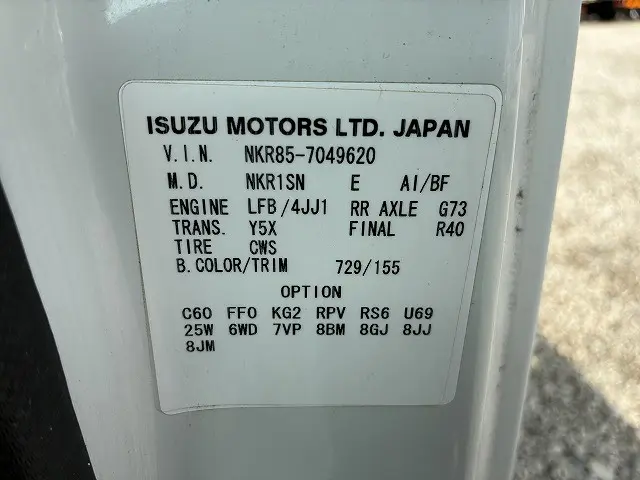 ISUZU MOTORS LTD. JAPAN
V.I.N. NKR85-7049620
M.D. NKR1SN E AI/BF
ENGINE LFB/4JJ1 RR AXLE G73
TRANS. Y5X FINAL R40
TIRE CWS
B.COLOR/TRIM 729/155
OPTION
C60 FF0 KG2 RPV RS6 U69
25W 6WD 7VP 8BM 8GJ 8JJ
8JM